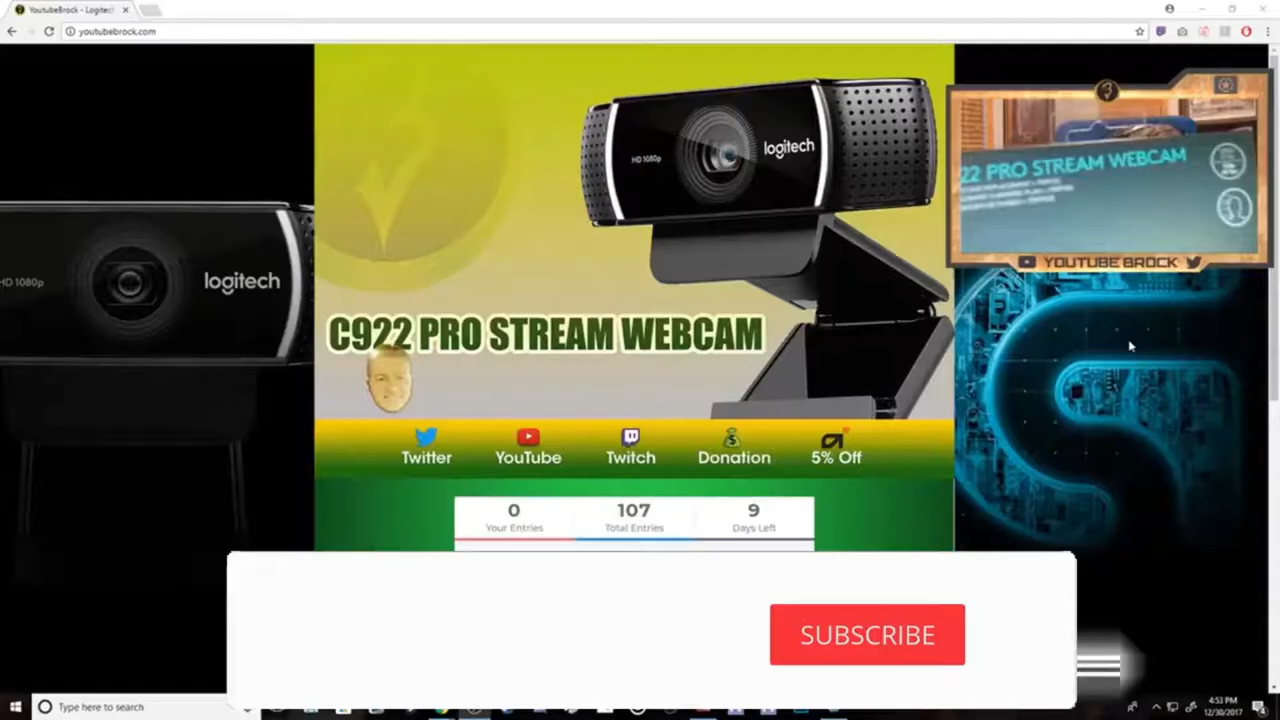 YoutubeBrock - Logitec
youtubebrock.com
HD 1080p
logitech
22 PRO STREAM WEBCAM
YOUTUBE BROCK
HD 1080p
logitech
C922 PRO STREAM WEBCAM
Twitter
YouTube
Twitch
Donation
5% Off
0
107
9
Your Entries
Total Entries
Days Left
SUBSCRIBE
Type here to search
4:53 PM
12/30/2017